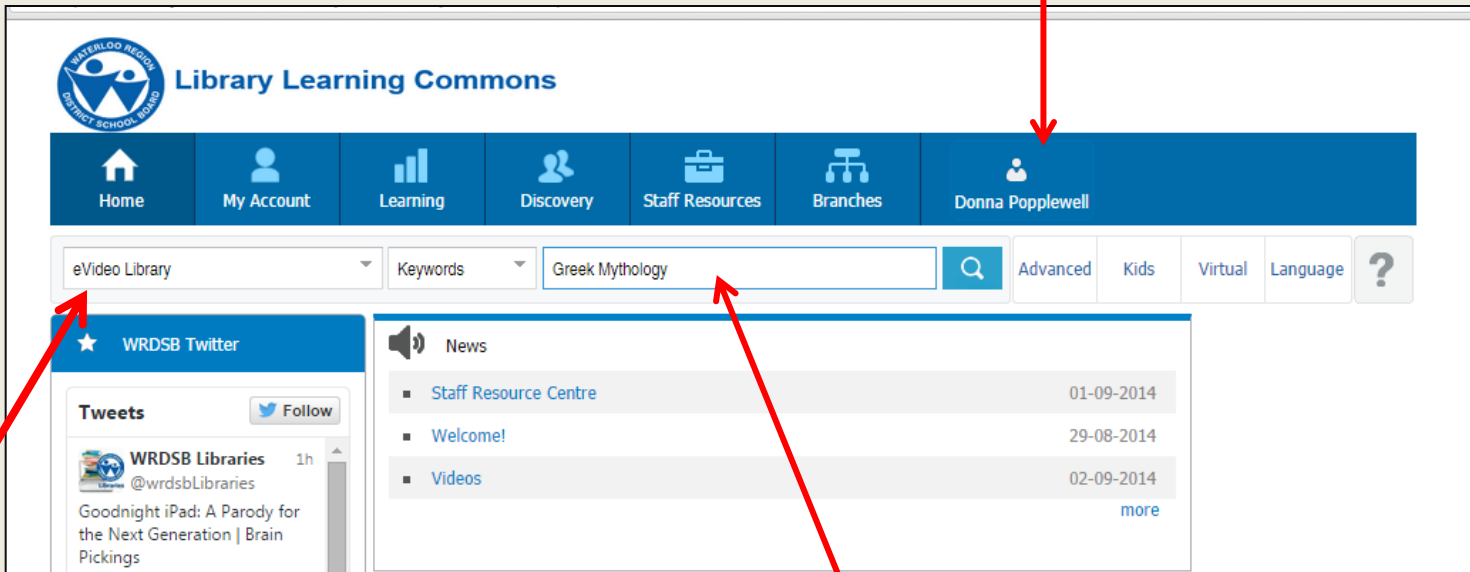 WATERLOO REGION
DISTRICT SCHOOL BOARD
Library Learning Commons
Home
My Account
Learning
Discovery
Staff Resources
Branches
Donna Popplewell
eVideo Library
Keywords
Greek Mythology
Advanced
Kids
Virtual
Language
?
WRDSB Twitter
Tweets
Follow
WRDSB Libraries 1h
@wrdsbLibraries
Goodnight iPad: A Parody for
the Next Generation | Brain
Pickings
News
Staff Resource Centre 01-09-2014
Welcome! 29-08-2014
Videos 02-09-2014
more